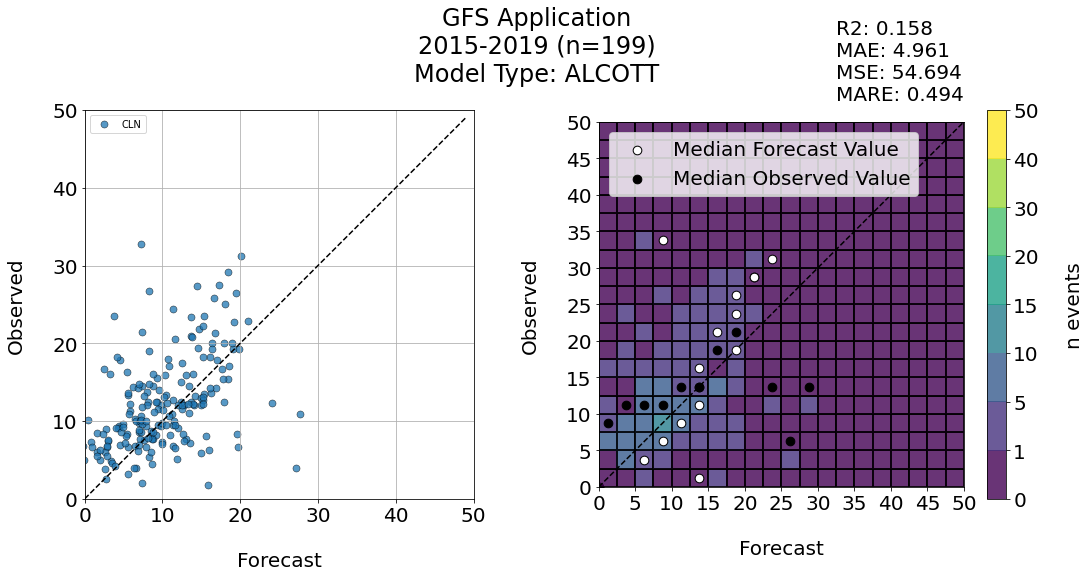 GFS Application
2015-2019 (n=199)
Model Type: ALCOTT
R2: 0.158
MAE: 4.961
MSE: 54.694
MARE: 0.494
CLN
50
40
30
20
10
0
0 10 20 30 40 50
Observed
Forecast
Median Forecast Value
Median Observed Value
50
45
40
35
30
25
20
15
10
5
0
0 5 10 15 20 25 30 35 40 45 50
Observed
Forecast
50
40
30
20
15
10
5
1
0
n events